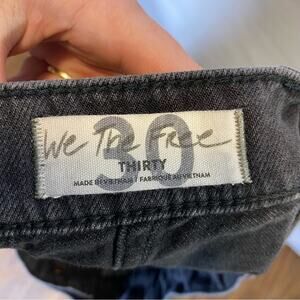 We The Free
30
THIRTY
MADE IN VIETNAM / FABRIQUÉ AU VIETNAM